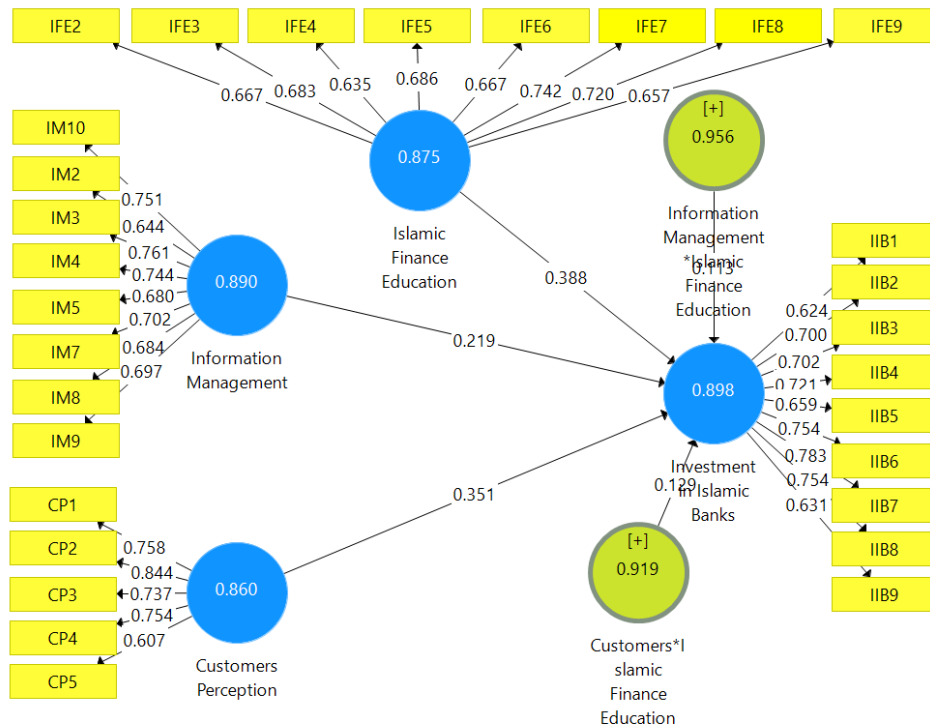 IFE2 IFE3 IFE4 IFE5 IFE6 IFE7 IFE8 IFE9
0.667 0.683 0.635 0.686 0.667 0.742 0.720 0.657
0.875
Islamic
Finance
Education
[+]
0.956
Information
Management
*Islamic
Finance
Education
IM10
IM2
IM3
IM4
IM5
IM7
IM8
IM9
0.751
0.644
0.761
0.744
0.680
0.702
0.684
0.697
0.890
Information
Management
0.388
0.113
0.219
0.351
0.129
0.898
Investment
in Islamic
Banks
0.624
0.700
0.702
0.721
0.659
0.754
0.783
0.754
0.631
IIB1
IIB2
IIB3
IIB4
IIB5
IIB6
IIB7
IIB8
IIB9
CP1
CP2
CP3
CP4
CP5
0.758
0.844
0.737
0.754
0.607
0.860
Customers
Perception
[+]
0.919
Customers*I
slamic
Finance
Education